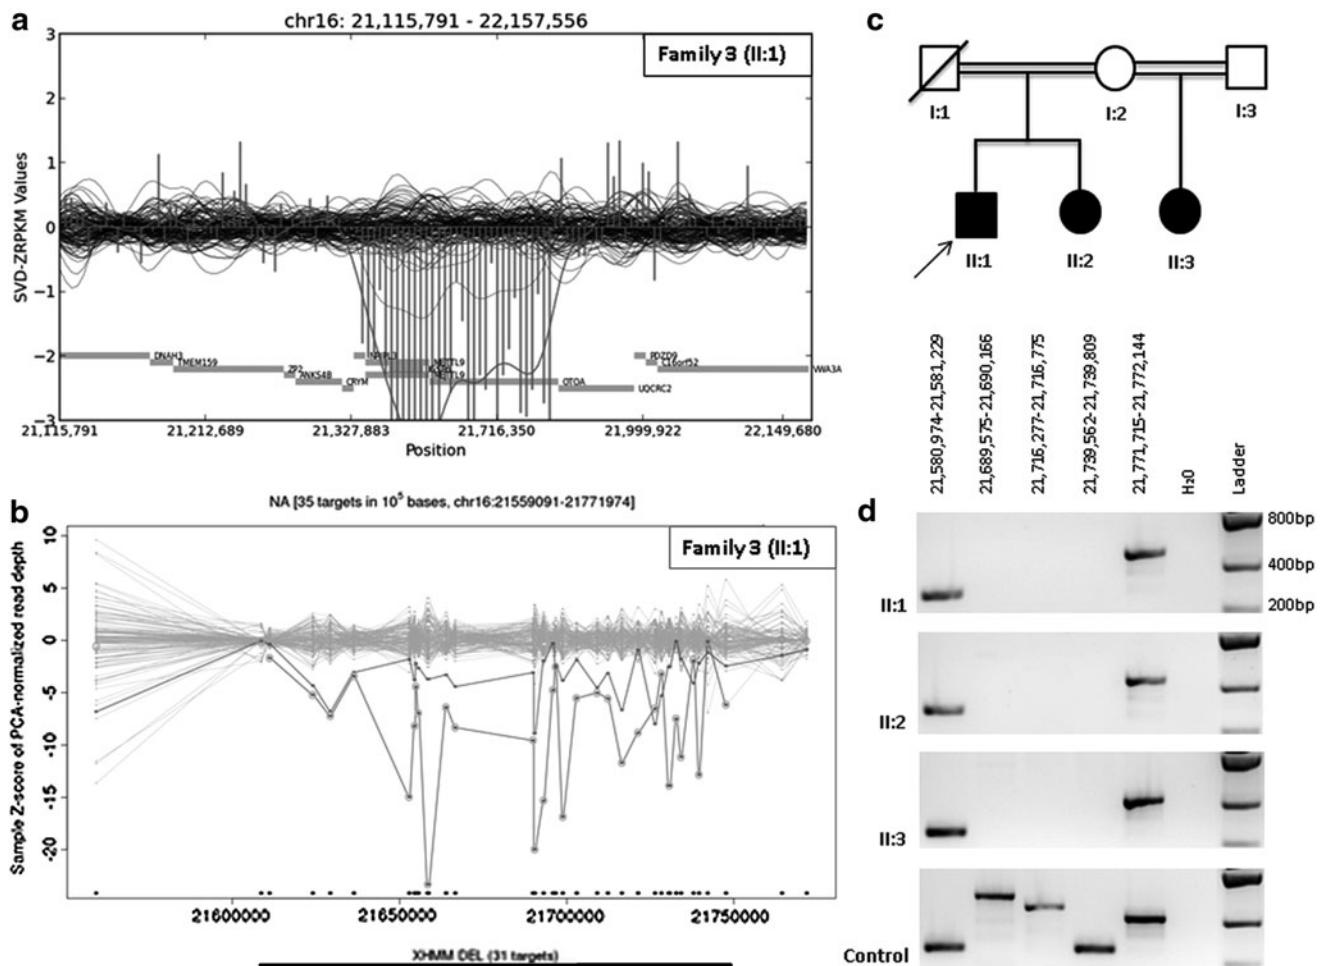 a
chr16: 21,115,791 - 22,157,556
Family 3 (II:1)
3
2
1
0
−1
−2
−3
SVD-ZRPKM Values
DNAH3
TMEM159
ZP2
ANKS4B
CRYM
METTL9
OTOA
UQCRC2
PDZD9
C16orf52
VWA3A
21,115,791
21,212,689
21,327,883
21,716,350
21,999,922
22,149,680
Position
b
NA [35 targets in 10⁵ bases, chr16:21559091-21771974]
Family 3 (II:1)
10
5
0
-5
-10
-15
-20
Sample Z-score of PCA-normalized read depth
21600000
21650000
21700000
21750000
XHMM DEL (31 targets)
c
I:1
I:2
I:3
II:1
II:2
II:3
d
21,580,974-21,581,229
21,689,575-21,690,166
21,716,277-21,716,775
21,739,562-21,739,809
21,771,715-21,772,144
H₂0
Ladder
800bp
400bp
200bp
II:1
II:2
II:3
Control